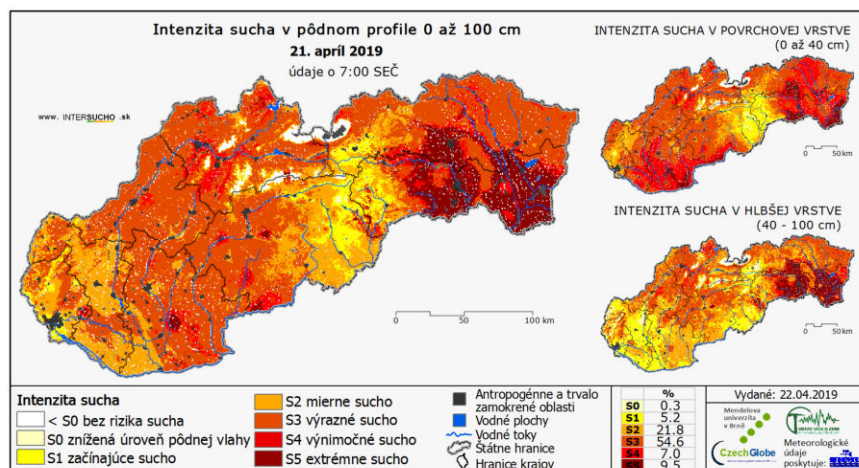 Intenzita sucha v pôdnom profile 0 až 100 cm
21. apríl 2019
údaje o 7:00 SEČ
www. INTERSUCHO .sk
0 50 100 km
INTENZITA SUCHA V POVRCHOVEJ VRSTVE
(0 až 40 cm)
0 50 km
INTENZITA SUCHA V HLBŠEJ VRSTVE
(40 - 100 cm)
0 50 km
Intenzita sucha
< S0 bez rizika sucha
S0 znížená úroveň pôdnej vlahy
S1 začínajúce sucho
S2 mierne sucho
S3 výrazné sucho
S4 výnimočné sucho
S5 extrémne sucho
Antropogénne a trvalo
zamokrené oblasti
Vodné plochy
Vodné toky
Štátne hranice
Hranice krajov
%
S0 0.3
S1 5.2
S2 21.8
S3 54.6
S4 7.0
S5 9.5
Vydané: 22.04.2019
Mendelova
univerzita
v Brně
CzechGlobe
Meteorologické
údaje
poskytuje: